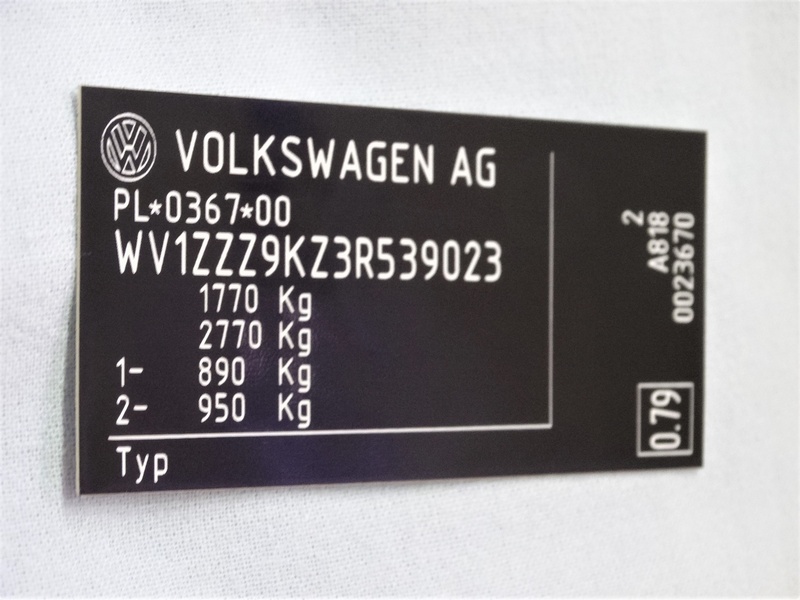 VOLKSWAGEN AG
PL*0367*00
WV1ZZZ9KZ3R539023
1770 Kg
2770 Kg
1- 890 Kg
2- 950 Kg
Typ
2
A818
0023670
0.79